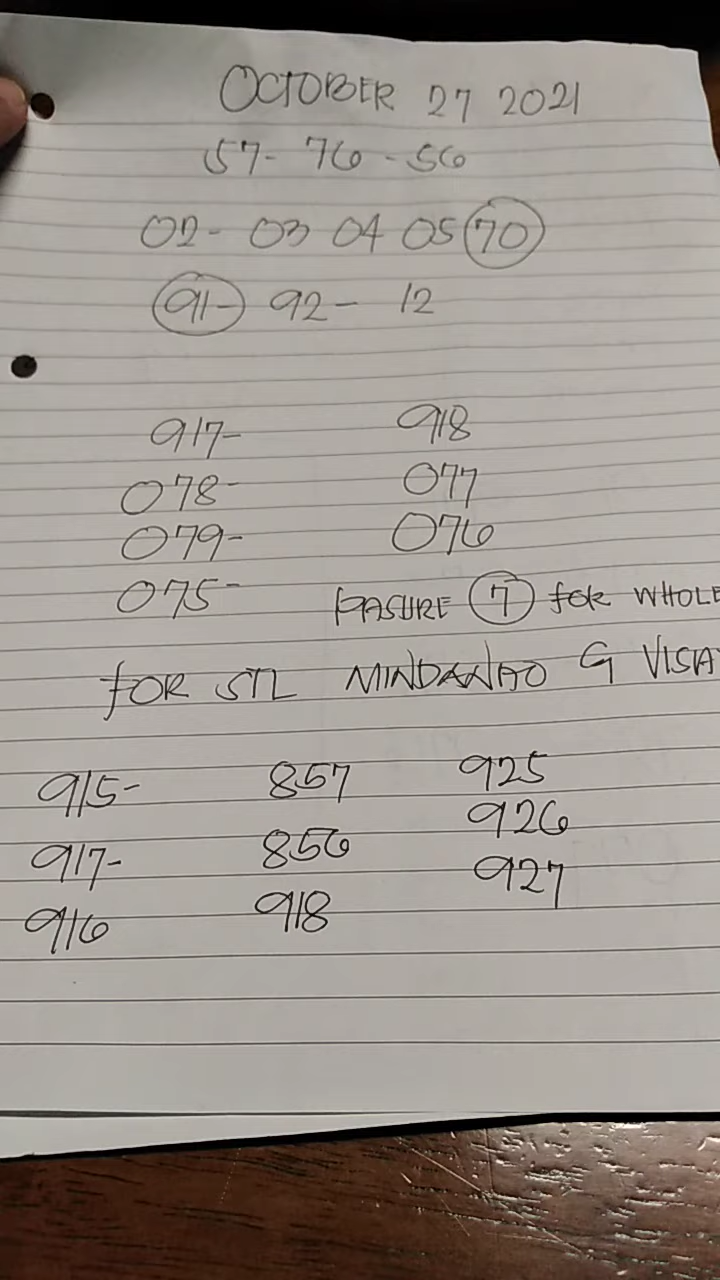 OCTOBER 27 2021
57- 76 - 56
02- 03 04 05 70
91- 92- 12
917- 918
078- 077
079- 076
075- PASURE 7 FOR WHOLE
FOR STL MINDANAO G VISA
915- 857 925
917- 856 926
916 918 927